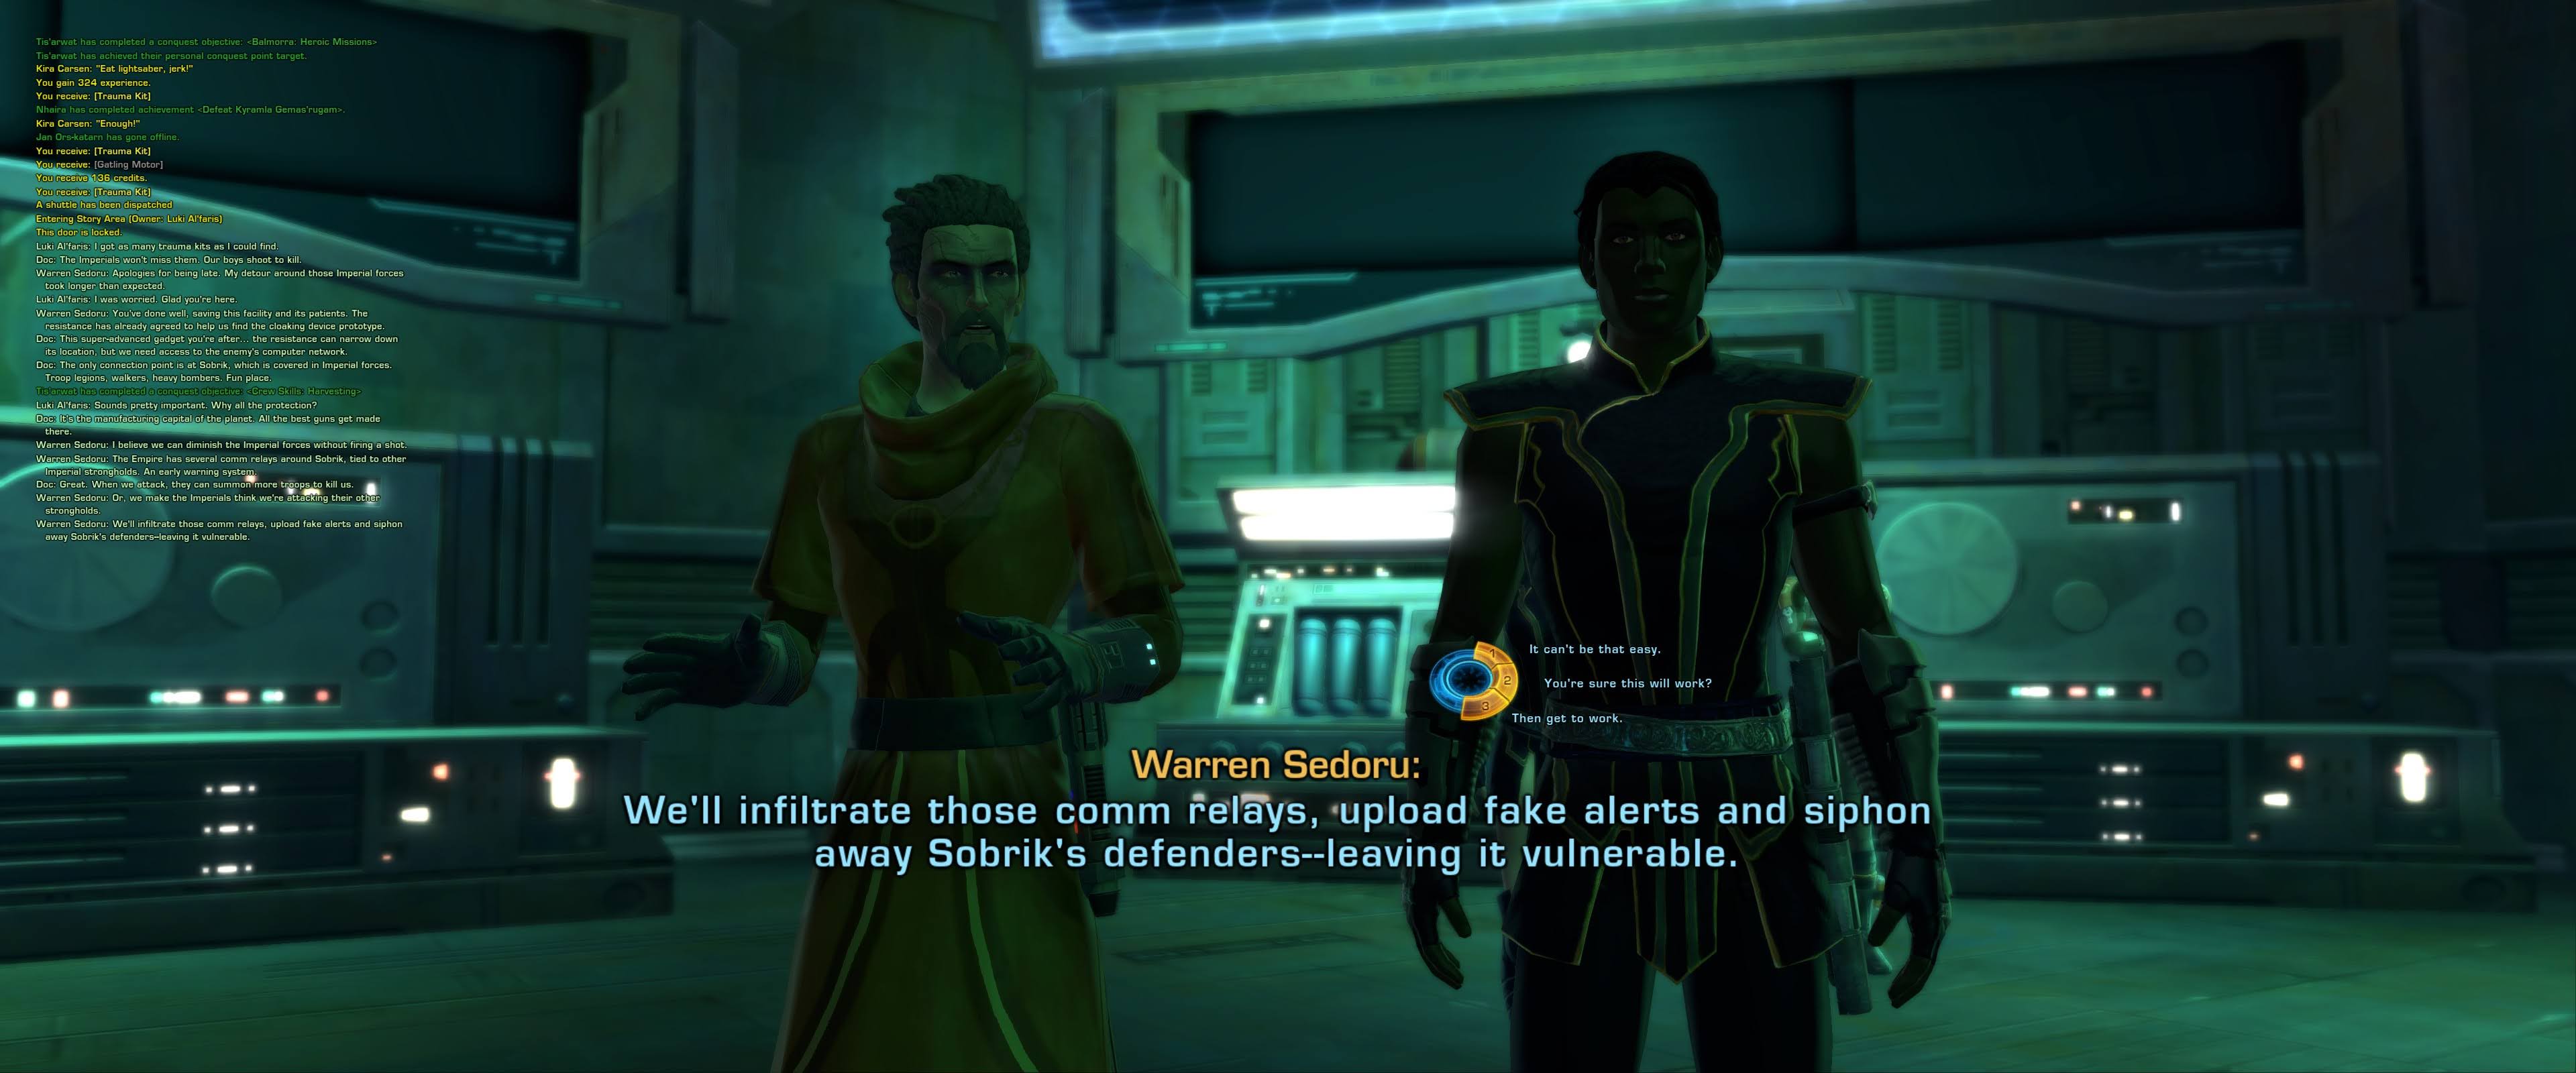 Tis'arwat has completed a conquest objective: <Balmorra: Heroic Missions>
Tis'arwat has achieved their personal conquest point target.
Kira Carsen: "Eat lightsaber, jerk!"
You gain 324 experience.
You receive: [Trauma Kit]
Nhaira has completed achievement <Defeat Kyramla Gemas'rugam>.
Kira Carsen: "Enough!"
Jan Ors-katarn has gone offline.
You receive: [Trauma Kit]
You receive: [Gatling Motor]
You receive 136 credits.
You receive: [Trauma Kit]
A shuttle has been dispatched
Entering Story Area (Owner: Luki Al'faris)
This door is locked.
Luki Al'faris: I got as many trauma kits as I could find.
Doc: The Imperials won't miss them. Our boys shoot to kill.
Warren Sedoru: Apologies for being late. My detour around those Imperial forces
took longer than expected.
Luki Al'faris: I was worried. Glad you're here.
Warren Sedoru: You've done well, saving this facility and its patients. The
resistance has already agreed to help us find the cloaking device prototype.
Doc: This super-advanced gadget you're after... the resistance can narrow down
its location, but we need access to the enemy's computer network.
Doc: The only connection point is at Sobrik, which is covered in Imperial forces.
Troop legions, walkers, heavy bombers. Fun place.
Tis'arwat has completed a conquest objective: <Crew Skills: Harvesting>
Luki Al'faris: Sounds pretty important. Why all the protection?
Doc: It's the manufacturing capital of the planet. All the best guns get made
there.
Warren Sedoru: I believe we can diminish the Imperial forces without firing a shot.
Warren Sedoru: The Empire has several comm relays around Sobrik, tied to other
Imperial strongholds. An early warning system.
Doc: Great. When we attack, they can summon more troops to kill us.
Warren Sedoru: Or, we make the Imperials think we're attacking their other
strongholds.
Warren Sedoru: We'll infiltrate those comm relays, upload fake alerts and siphon
away Sobrik's defenders--leaving it vulnerable.
1 It can't be that easy.
2 You're sure this will work?
3 Then get to work.
Warren Sedoru:
We'll infiltrate those comm relays, upload fake alerts and siphon
away Sobrik's defenders--leaving it vulnerable.